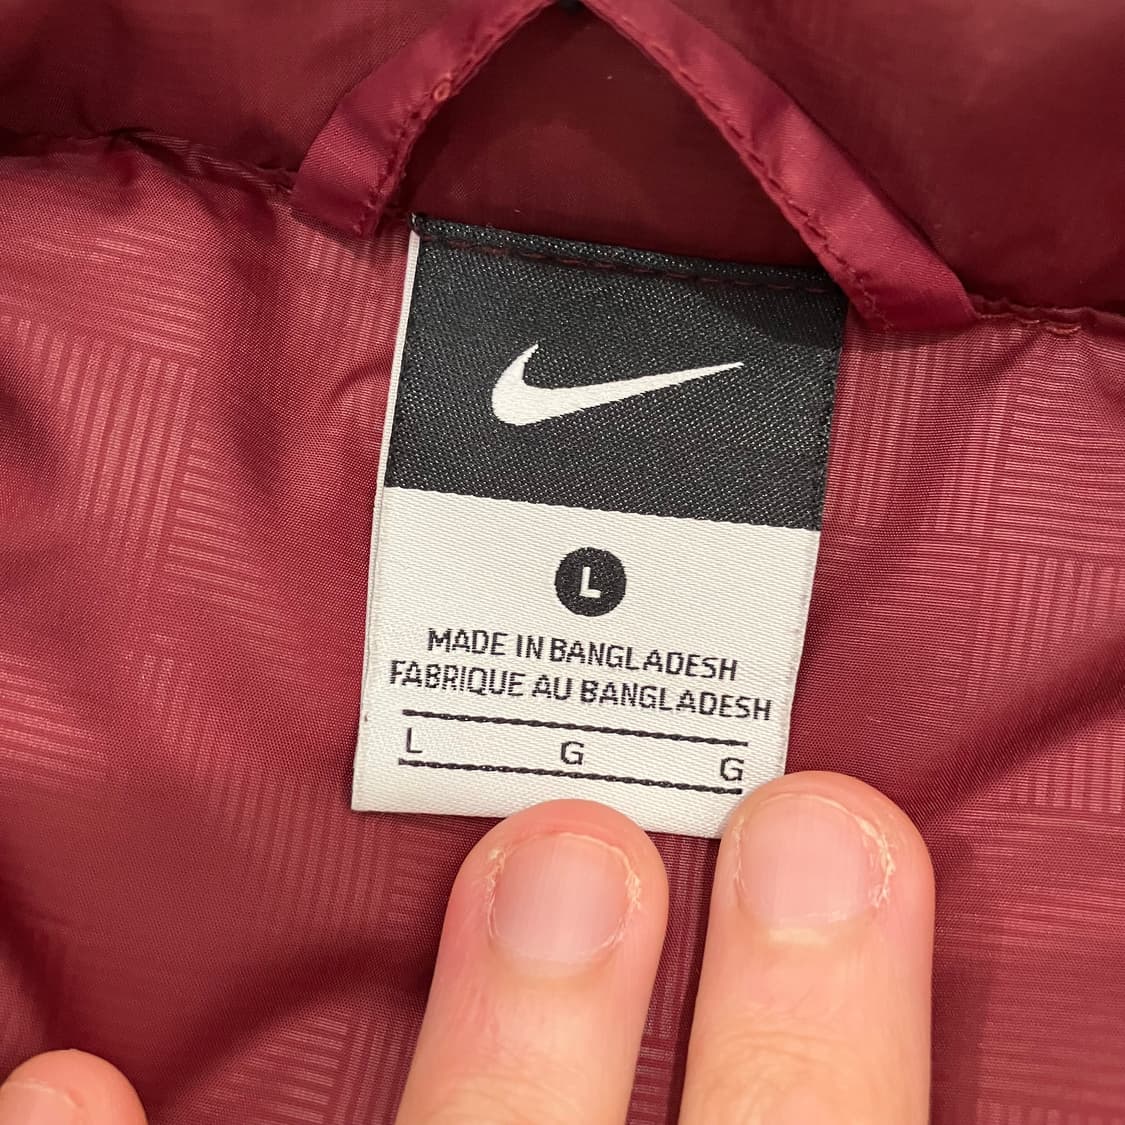 L
MADE IN BANGLADESH
FABRIQUE AU BANGLADESH
L G G